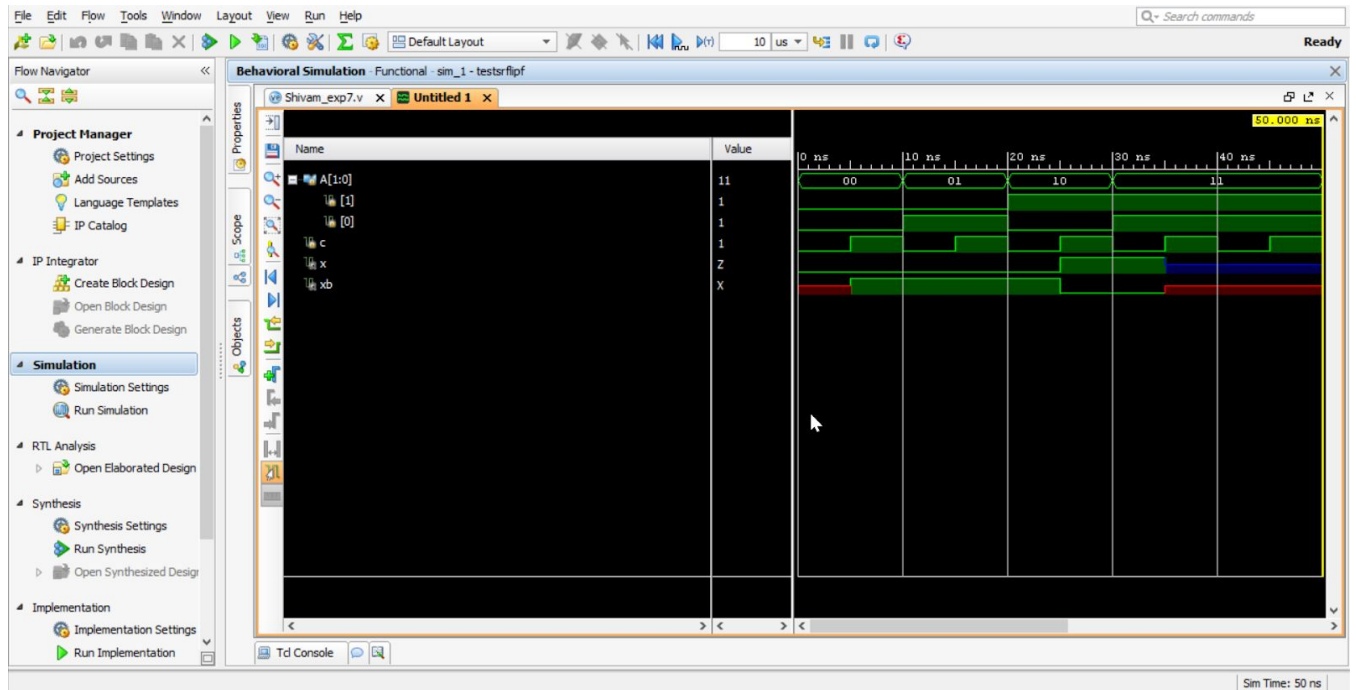 File Edit Flow Tools Window Layout View Run Help
Search commands
Default Layout
10 us
Ready
Flow Navigator
Behavioral Simulation - Functional - sim_1 - testsrflipf
Shivam_exp7.v
Untitled 1
Properties
Scope
Objects
Project Manager
Project Settings
Add Sources
Language Templates
IP Catalog
IP Integrator
Create Block Design
Open Block Design
Generate Block Design
Simulation
Simulation Settings
Run Simulation
RTL Analysis
Open Elaborated Design
Synthesis
Synthesis Settings
Run Synthesis
Open Synthesized Design
Implementation
Implementation Settings
Run Implementation
50.000 ns
Name Value
0 ns 10 ns 20 ns 30 ns 40 ns
A[1:0] 11 00 01 10 11
[1] 1
[0] 1
c 1
x Z
xb X
Tcl Console
Sim Time: 50 ns